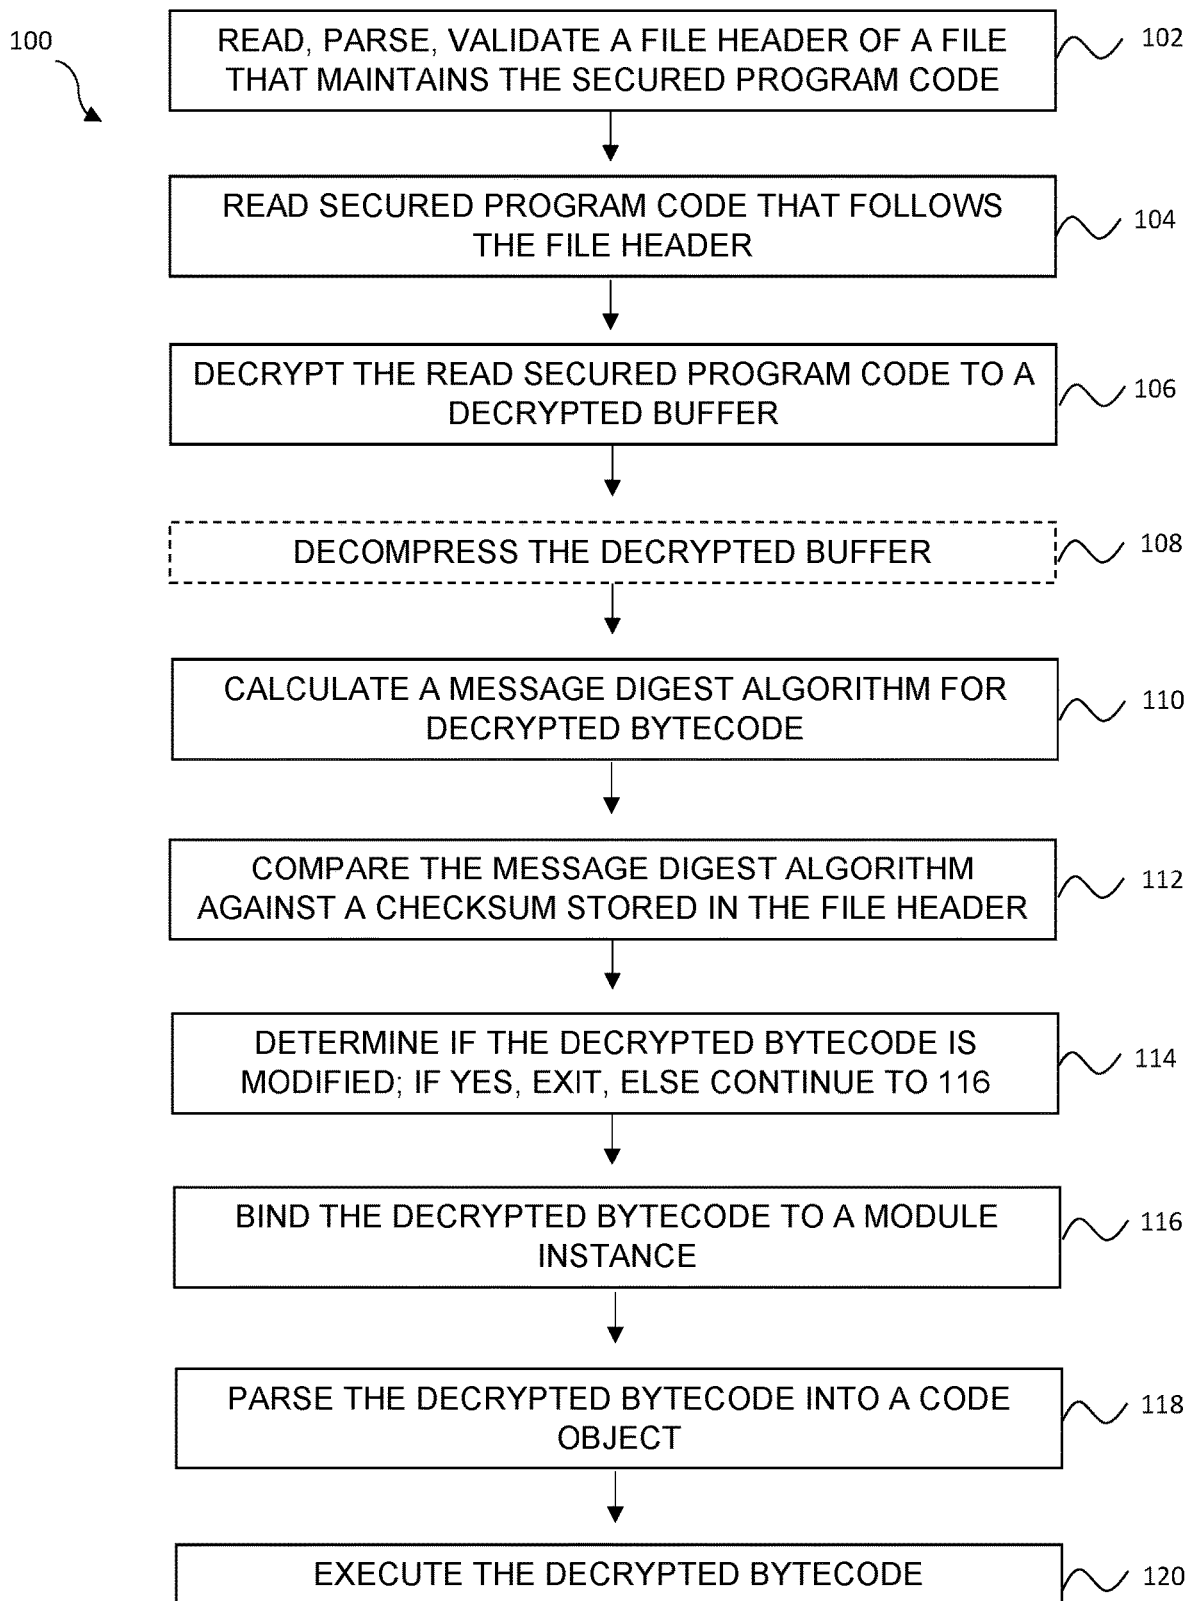 100
READ, PARSE, VALIDATE A FILE HEADER OF A FILE
THAT MAINTAINS THE SECURED PROGRAM CODE
102
READ SECURED PROGRAM CODE THAT FOLLOWS
THE FILE HEADER
104
DECRYPT THE READ SECURED PROGRAM CODE TO A
DECRYPTED BUFFER
106
DECOMPRESS THE DECRYPTED BUFFER
108
CALCULATE A MESSAGE DIGEST ALGORITHM FOR
DECRYPTED BYTECODE
110
COMPARE THE MESSAGE DIGEST ALGORITHM
AGAINST A CHECKSUM STORED IN THE FILE HEADER
112
DETERMINE IF THE DECRYPTED BYTECODE IS
MODIFIED; IF YES, EXIT, ELSE CONTINUE TO 116
114
BIND THE DECRYPTED BYTECODE TO A MODULE
INSTANCE
116
PARSE THE DECRYPTED BYTECODE INTO A CODE
OBJECT
118
EXECUTE THE DECRYPTED BYTECODE
120